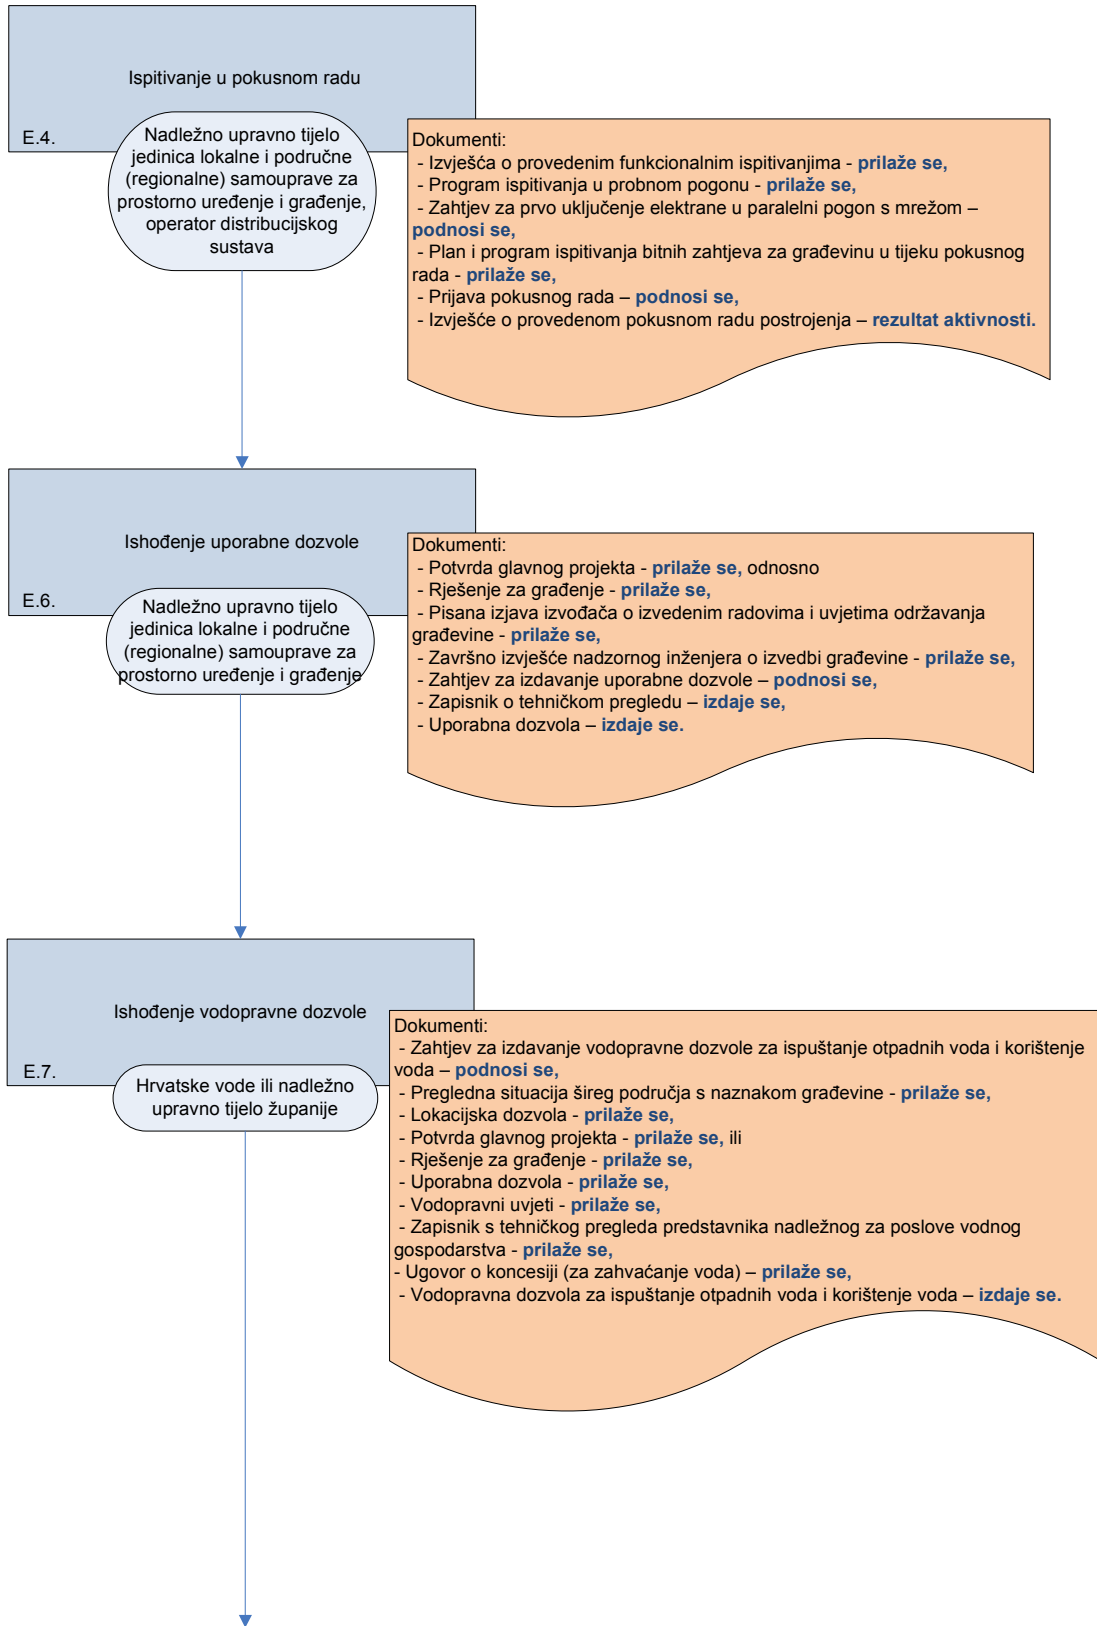 Ispitivanje u pokusnom radu
E.4.
Nadležno upravno tijelo
jedinica lokalne i područne
(regionalne) samouprave za
prostorno uređenje i građenje,
operator distribucijskog
sustava
Dokumenti:
- Izvješća o provedenim funkcionalnim ispitivanjima - prilaže se,
- Program ispitivanja u probnom pogonu - prilaže se,
- Zahtjev za prvo uključenje elektrane u paralelni pogon s mrežom –
podnosi se,
- Plan i program ispitivanja bitnih zahtjeva za građevinu u tijeku pokusnog
rada - prilaže se,
- Prijava pokusnog rada – podnosi se,
- Izvješće o provedenom pokusnom radu postrojenja – rezultat aktivnosti.
Ishođenje uporabne dozvole
E.6.
Nadležno upravno tijelo
jedinica lokalne i područne
(regionalne) samouprave za
prostorno uređenje i građenje
Dokumenti:
- Potvrda glavnog projekta - prilaže se, odnosno
- Rješenje za građenje - prilaže se,
- Pisana izjava izvođača o izvedenim radovima i uvjetima održavanja
građevine - prilaže se,
- Završno izvješće nadzornog inženjera o izvedbi građevine - prilaže se,
- Zahtjev za izdavanje uporabne dozvole – podnosi se,
- Zapisnik o tehničkom pregledu – izdaje se,
- Uporabna dozvola – izdaje se.
Ishođenje vodopravne dozvole
E.7.
Hrvatske vode ili nadležno
upravno tijelo županije
Dokumenti:
- Zahtjev za izdavanje vodopravne dozvole za ispuštanje otpadnih voda i korištenje
voda – podnosi se,
- Pregledna situacija šireg područja s naznakom građevine - prilaže se,
- Lokacijska dozvola - prilaže se,
- Potvrda glavnog projekta - prilaže se, ili
- Rješenje za građenje - prilaže se,
- Uporabna dozvola - prilaže se,
- Vodopravni uvjeti - prilaže se,
- Zapisnik s tehničkog pregleda predstavnika nadležnog za poslove vodnog
gospodarstva - prilaže se,
- Ugovor o koncesiji (za zahvaćanje voda) – prilaže se,
- Vodopravna dozvola za ispuštanje otpadnih voda i korištenje voda – izdaje se.